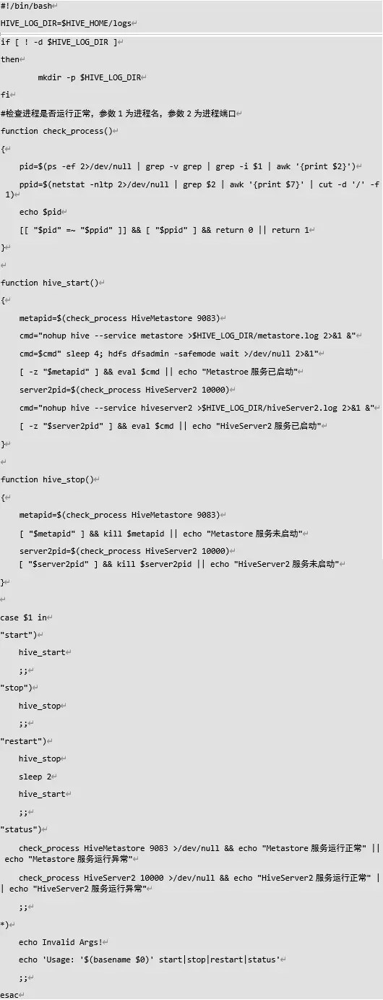 #!/bin/bash
HIVE_LOG_DIR=$HIVE_HOME/logs
if [ ! -d $HIVE_LOG_DIR ]
then
        mkdir -p $HIVE_LOG_DIR
fi
#检查进程是否运行正常，参数 1 为进程名，参数 2 为进程端口
function check_process()
{
    pid=$(ps -ef 2>/dev/null | grep -v grep | grep -i $1 | awk '{print $2}')
    ppid=$(netstat -nltp 2>/dev/null | grep $2 | awk '{print $7}' | cut -d '/' -f
 1)
    echo $pid
    [[ "$pid" =~ "$ppid" ]] && [ "$ppid" ] && return 0 || return 1
}

function hive_start()
{
    metapid=$(check_process HiveMetastore 9083)
    cmd="nohup hive --service metastore >$HIVE_LOG_DIR/metastore.log 2>&1 &"
    cmd=$cmd" sleep 4; hdfs dfsadmin -safemode wait >/dev/null 2>&1"
    [ -z "$metapid" ] && eval $cmd || echo "Metastroe 服务已启动"
    server2pid=$(check_process HiveServer2 10000)
    cmd="nohup hive --service hiveserver2 >$HIVE_LOG_DIR/hiveServer2.log 2>&1 &"
    [ -z "$server2pid" ] && eval $cmd || echo "HiveServer2 服务已启动"
}

function hive_stop()
{
    metapid=$(check_process HiveMetastore 9083)
    [ "$metapid" ] && kill $metapid || echo "Metastore 服务未启动"
    server2pid=$(check_process HiveServer2 10000)
    [ "$server2pid" ] && kill $server2pid || echo "HiveServer2 服务未启动"
}

case $1 in
"start")
    hive_start
    ;;
"stop")
    hive_stop
    ;;
"restart")
    hive_stop
    sleep 2
    hive_start
    ;;
"status")
    check_process HiveMetastore 9083 >/dev/null && echo "Metastore 服务运行正常" ||
 echo "Metastore 服务运行异常"
    check_process HiveServer2 10000 >/dev/null && echo "HiveServer2 服务运行正常" |
| echo "HiveServer2 服务运行异常"
    ;;
*)
    echo Invalid Args!
    echo 'Usage: '$(basename $0)' start|stop|restart|status'
    ;;
esac